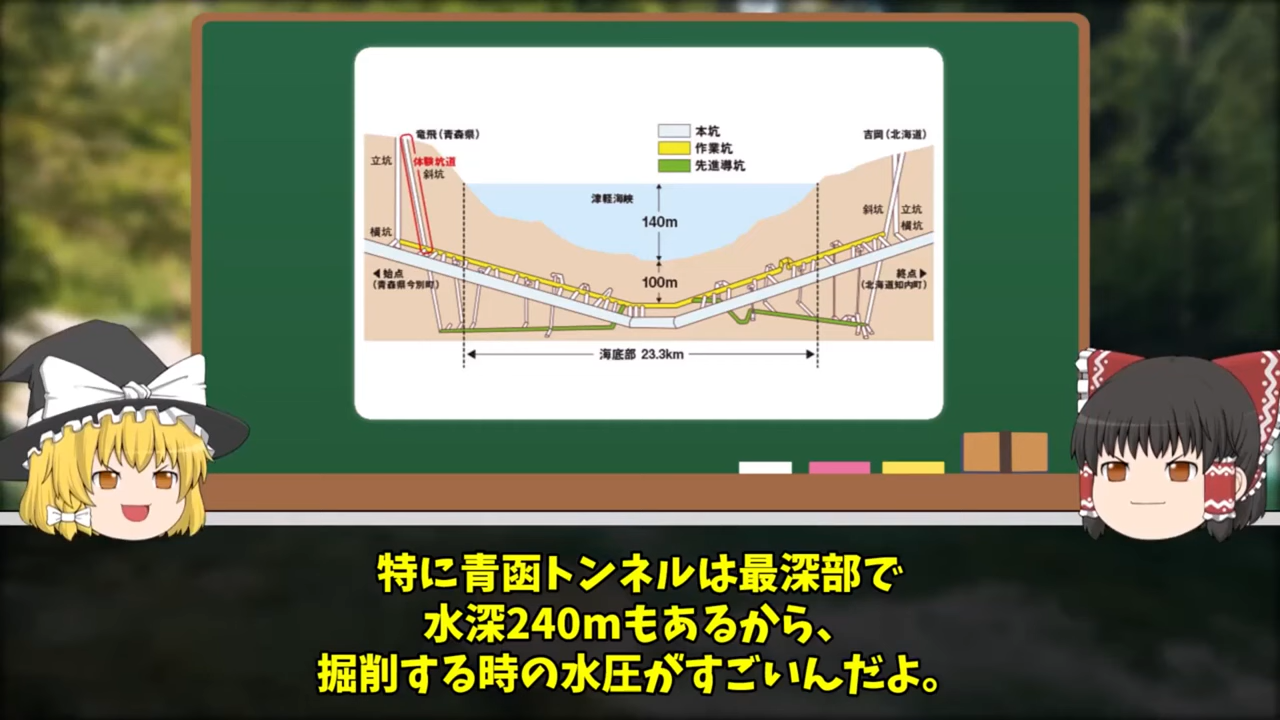 竜飛(青森県)
本坑
作業坑
先進導坑
吉岡(北海道)
立坑
体験坑道
斜坑
津軽海峡
140m
斜坑
立坑
横坑
横坑
100m
◀始点
(青森県今別町)
終点▶
(北海道知内町)
海底部 23.3km
特に青函トンネルは最深部で
水深240mもあるから、
掘削する時の水圧がすごいんだよ。